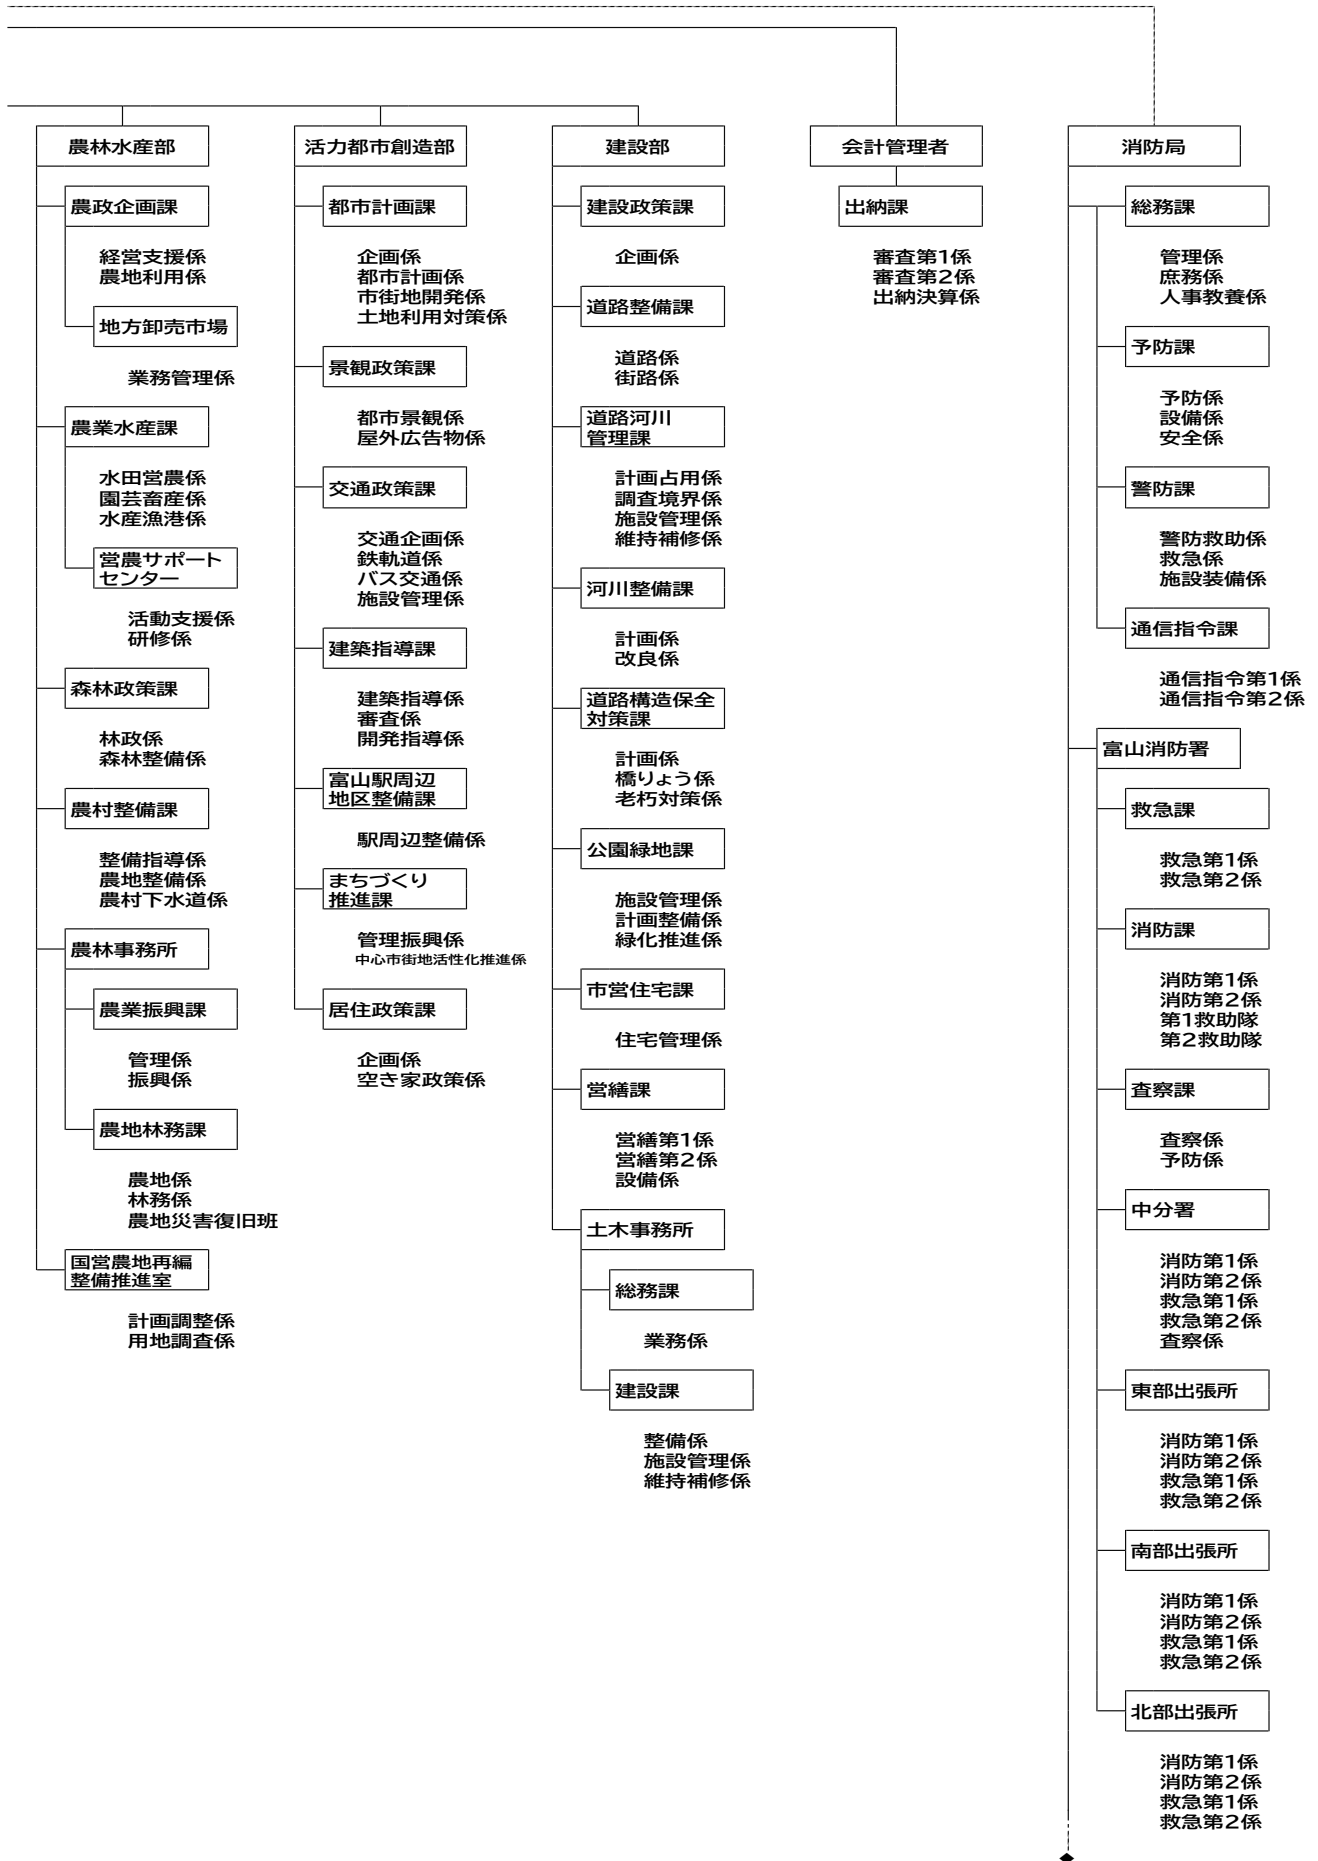 農林水産部
農政企画課
経営支援係
農地利用係
地方卸売市場
業務管理係
農業水産課
水田営農係
園芸畜産係
水産漁港係
営農サポート
センター
活動支援係
研修係
森林政策課
林政係
森林整備係
農村整備課
整備指導係
農地整備係
農村下水道係
農林事務所
農業振興課
管理係
振興係
農地林務課
農地係
林務係
農地災害復旧班
国営農地再編
整備推進室
計画調整係
用地調査係
活力都市創造部
都市計画課
企画係
都市計画係
市街地開発係
土地利用対策係
景観政策課
都市景観係
屋外広告物係
交通政策課
交通企画係
鉄軌道係
バス交通係
施設管理係
建築指導課
建築指導係
審査係
開発指導係
富山駅周辺
地区整備課
駅周辺整備係
まちづくり
推進課
管理振興係
中心市街地活性化推進係
居住政策課
企画係
空き家政策係
建設部
建設政策課
企画係
道路整備課
道路係
街路係
道路河川
管理課
計画占用係
調査境界係
施設管理係
維持補修係
河川整備課
計画係
改良係
道路構造保全
対策課
計画係
橋りょう係
老朽対策係
公園緑地課
施設管理係
計画整備係
緑化推進係
市営住宅課
住宅管理係
営繕課
営繕第1係
営繕第2係
設備係
土木事務所
総務課
業務係
建設課
整備係
施設管理係
維持補修係
会計管理者
出納課
審査第1係
審査第2係
出納決算係
消防局
総務課
管理係
庶務係
人事教養係
予防課
予防係
設備係
安全係
警防課
警防救助係
救急係
施設装備係
通信指令課
通信指令第1係
通信指令第2係
富山消防署
救急課
救急第1係
救急第2係
消防課
消防第1係
消防第2係
第1救助隊
第2救助隊
査察課
査察係
予防係
中分署
消防第1係
消防第2係
救急第1係
救急第2係
査察係
東部出張所
消防第1係
消防第2係
救急第1係
救急第2係
南部出張所
消防第1係
消防第2係
救急第1係
救急第2係
北部出張所
消防第1係
消防第2係
救急第1係
救急第2係